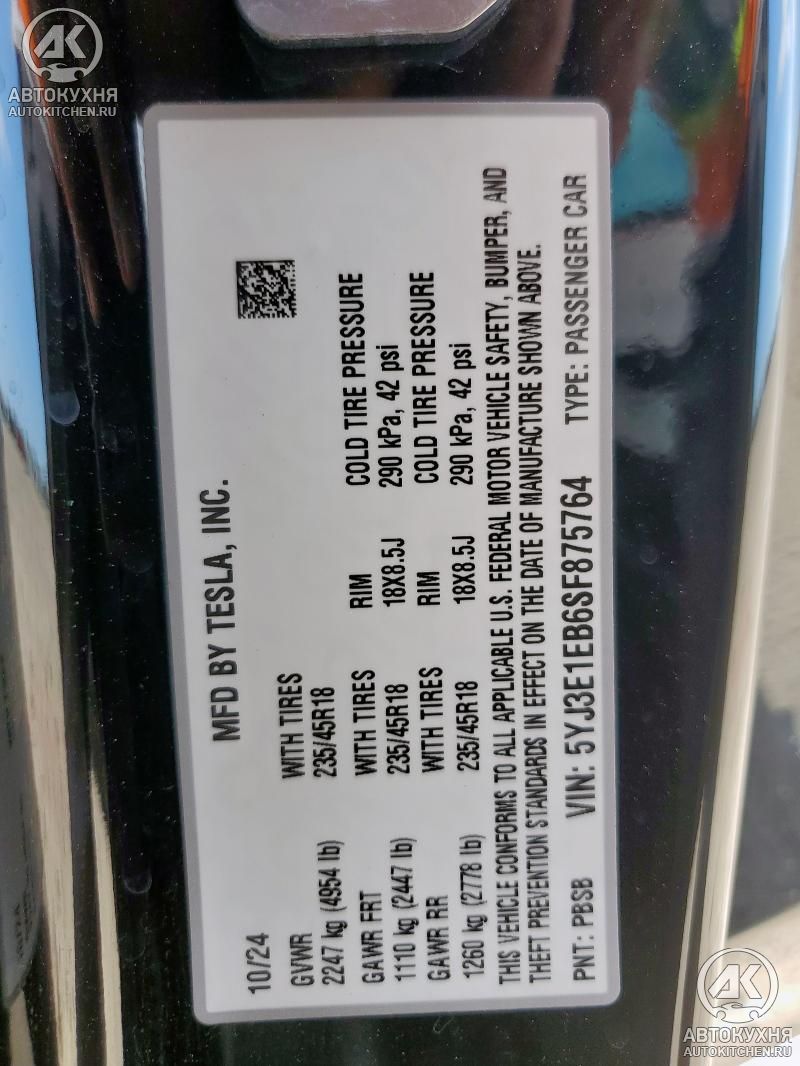 АВТОКУХНЯ
AUTOKITCHEN.RU
MFD BY TESLA, INC.
10/24
GVWR WITH TIRES
2247 kg (4954 lb) 235/45R18
GAWR FRT WITH TIRES RIM COLD TIRE PRESSURE
1110 kg (2447 lb) 235/45R18 18X8.5J 290 kPa, 42 psi
GAWR RR WITH TIRES RIM COLD TIRE PRESSURE
1260 kg (2778 lb) 235/45R18 18X8.5J 290 kPa, 42 psi
THIS VEHICLE CONFORMS TO ALL APPLICABLE U.S. FEDERAL MOTOR VEHICLE SAFETY, BUMPER, AND
THEFT PREVENTION STANDARDS IN EFFECT ON THE DATE OF MANUFACTURE SHOWN ABOVE.
PNT: PBSB VIN: 5YJ3E1EB6SF875764 TYPE: PASSENGER CAR
АВТОКУХНЯ
AUTOKITCHEN.RU